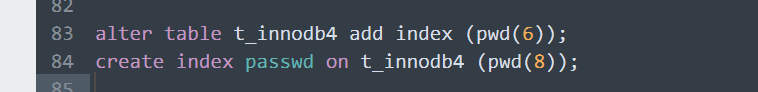 82
83 alter table t_innodb4 add index (pwd(6));
84 create index passwd on t_innodb4 (pwd(8));
85